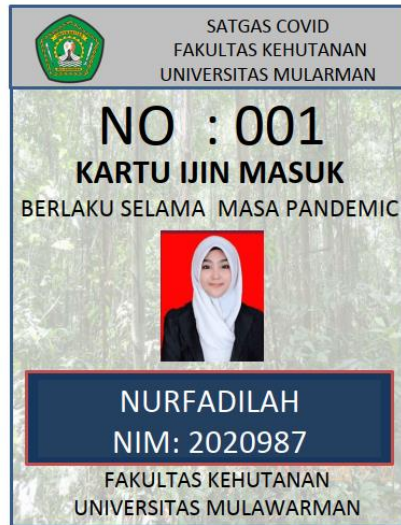 SATGAS COVID
FAKULTAS KEHUTANAN
UNIVERSITAS MULARMAN
NO : 001
KARTU IJIN MASUK
BERLAKU SELAMA MASA PANDEMIC
NURFADILAH
NIM: 2020987
FAKULTAS KEHUTANAN
UNIVERSITAS MULAWARMAN